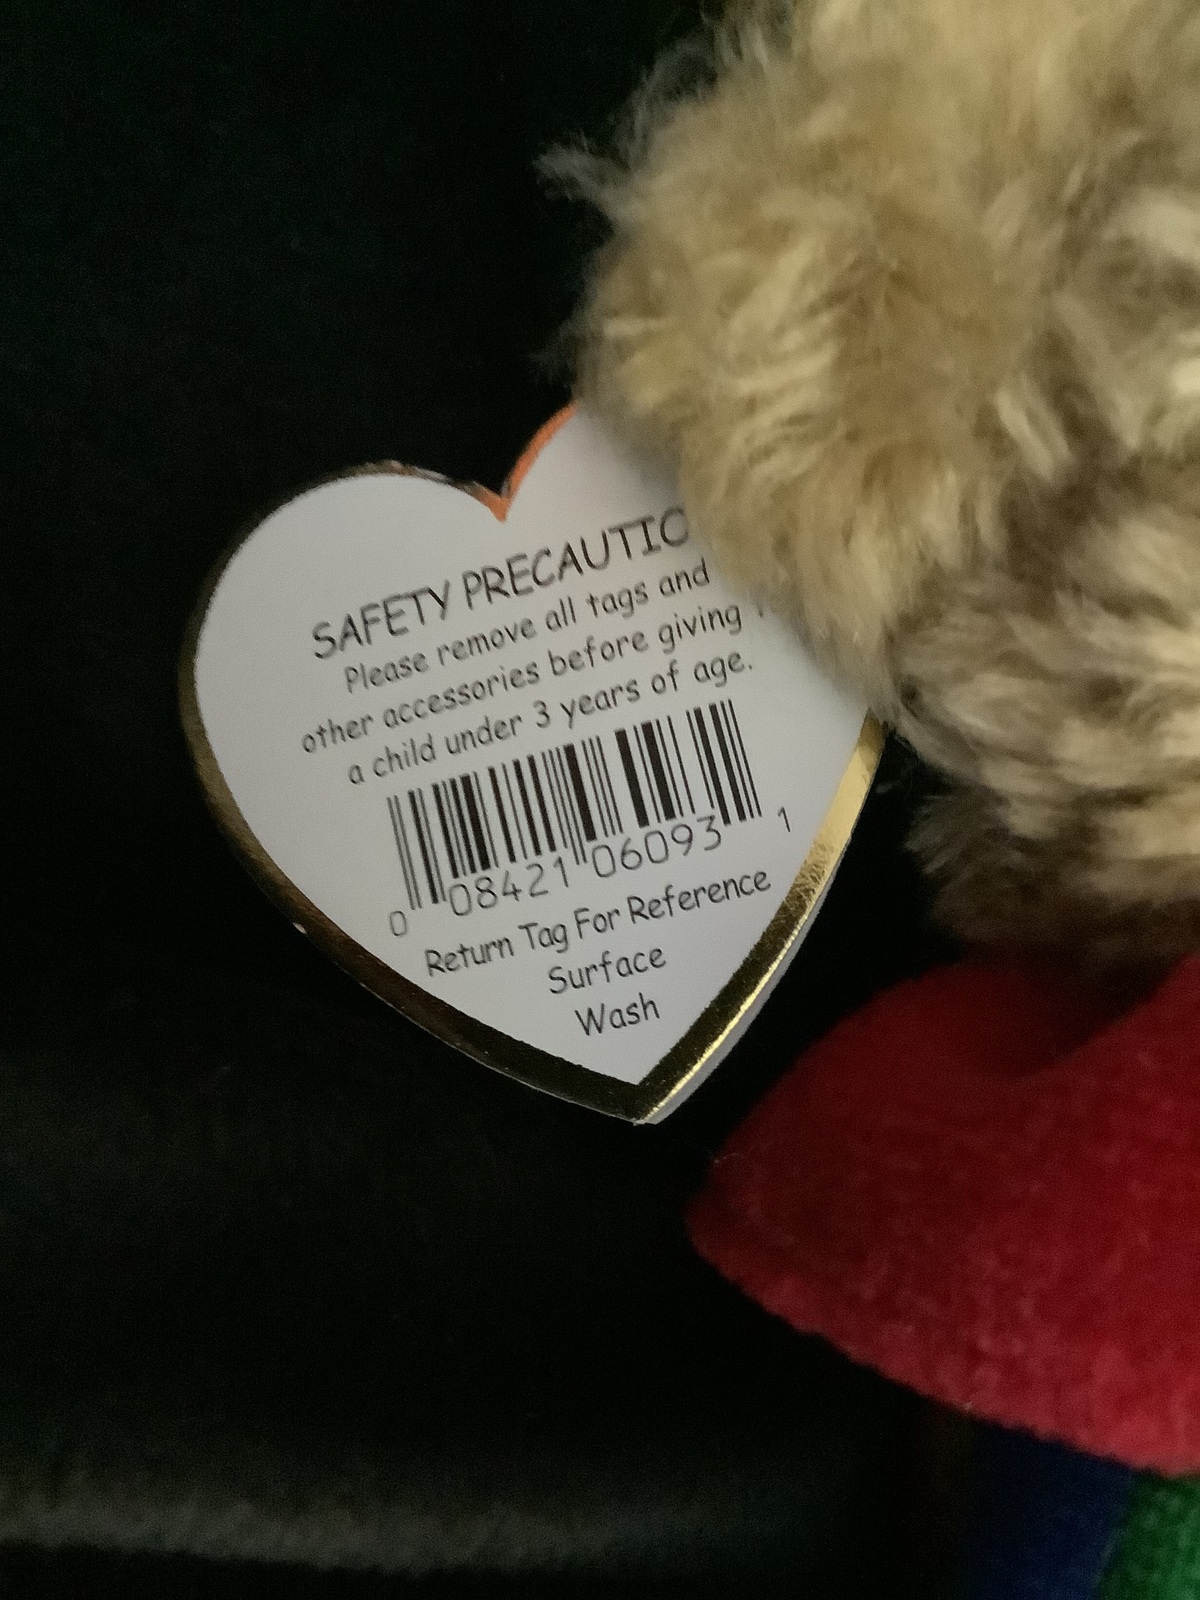 SAFETY PRECAUTIO
Please remove all tags and
other accessories before giving
a child under 3 years of age.
0 08421 06093 1
Return Tag For Reference
Surface
Wash